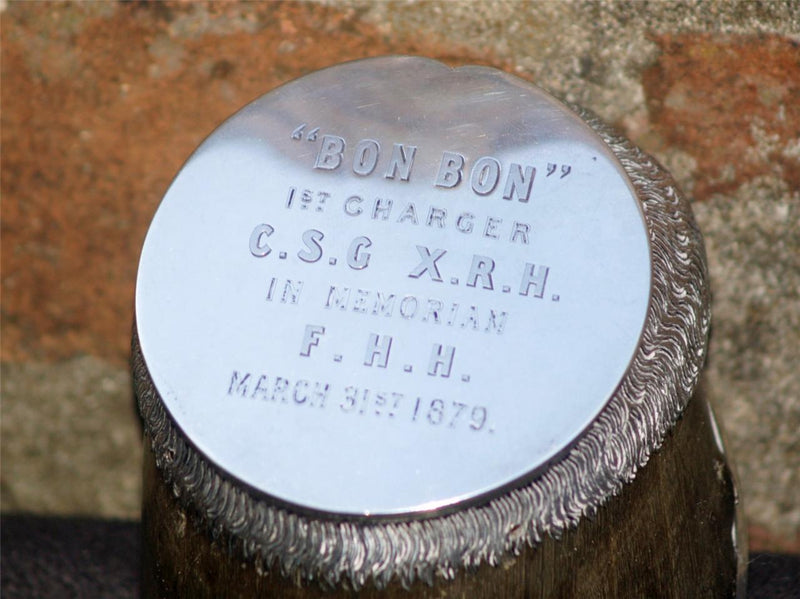 “BON BON”
1ST CHARGER
C.S.G X.R.H.
IN MEMORIAM
F.H.H.
MARCH 31ST 1879.